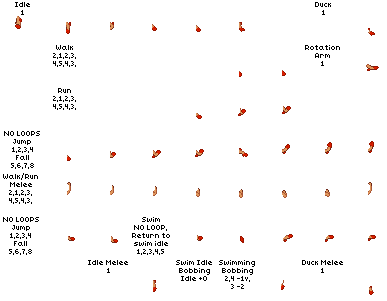 Idle
1
Duck
1
Walk
2,1,2,3,
4,5,4,3,
Rotation
Arm
1
Run
2,1,2,3,
4,5,4,3,
NO LOOPS
Jump
1,2,3,4
Fall
5,6,7,8
Walk/Run
Melee
2,1,2,3,
4,5,4,3,
NO LOOPS
Jump
1,2,3,4
Fall
5,6,7,8
Swim
NO LOOP,
Return to
swim idle
1,2,3,4,5
Idle Melee
1
Swim Idle
Bobbing
Idle +0
Swimming
Bobbing
2,4 -1v,
3 -2
Duck Melee
1